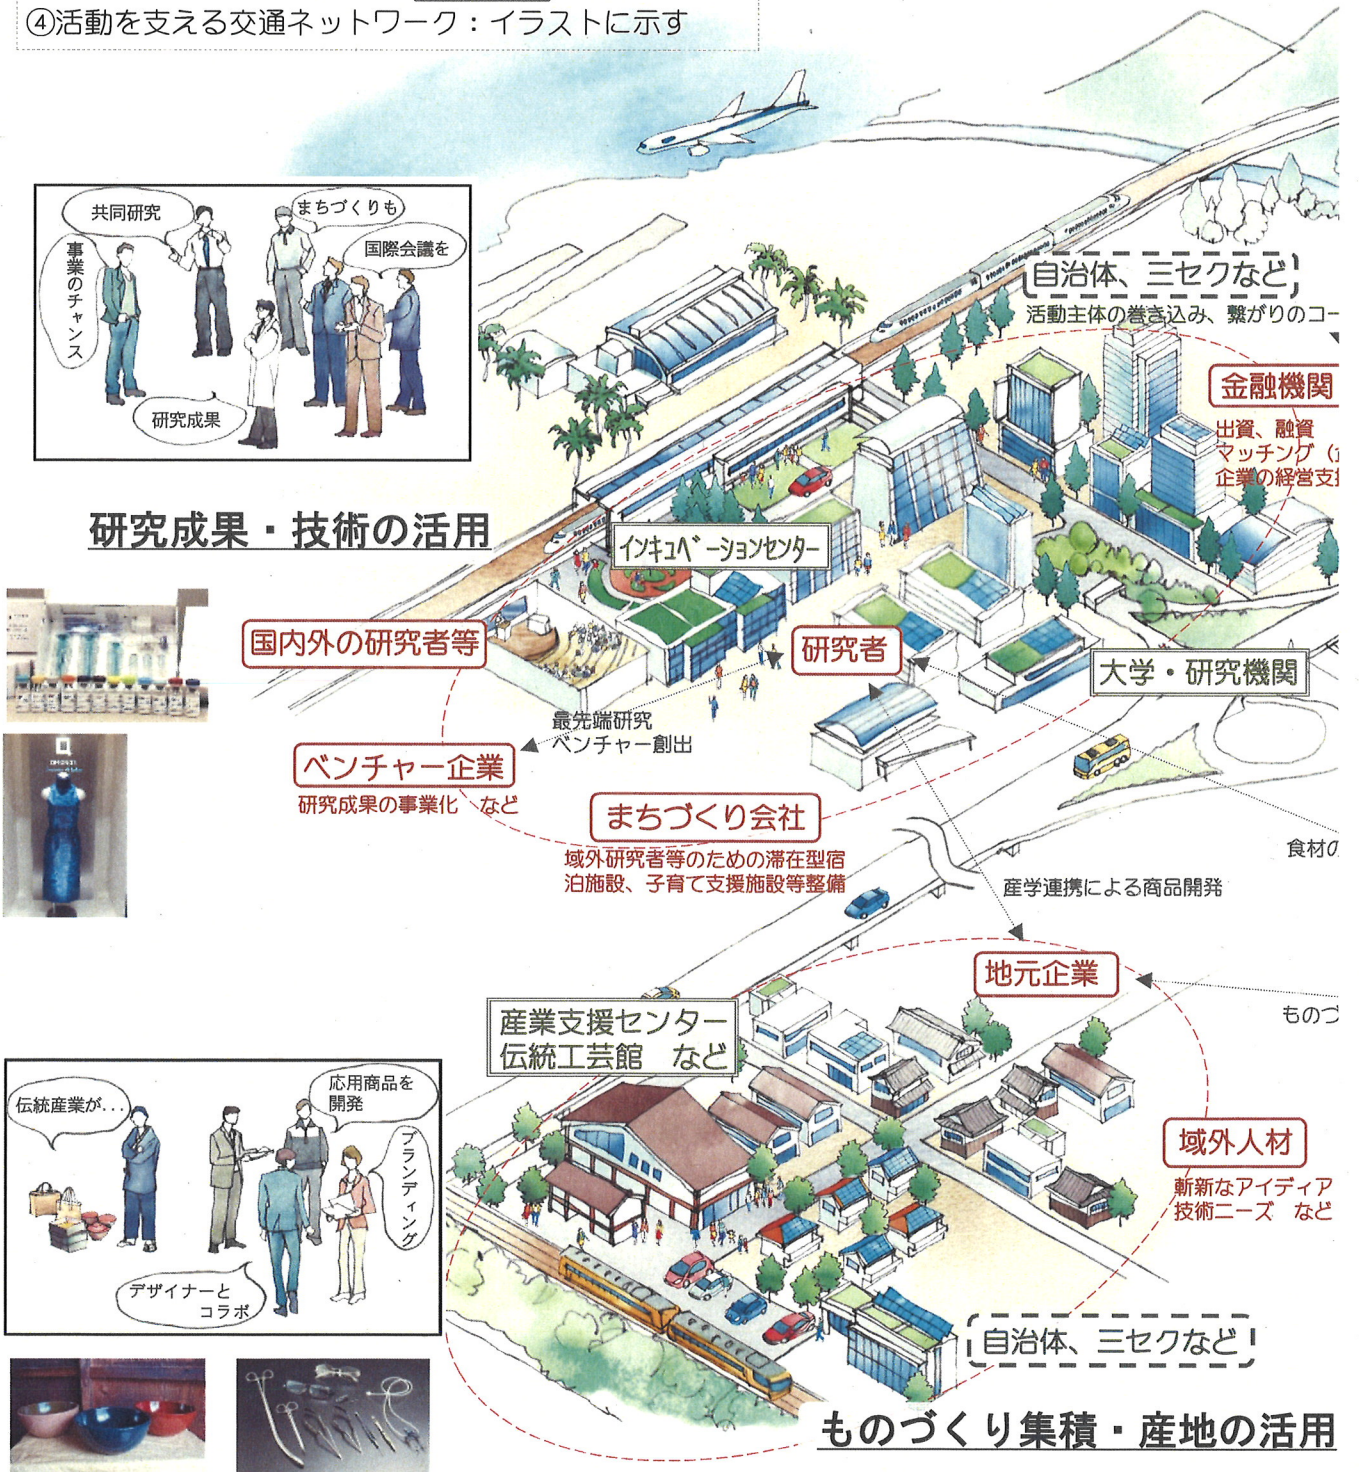 ④活動を支える交通ネットワーク：イラストに示す
共同研究
まちづくりも
国際会議を
事業のチャンス
研究成果
研究成果・技術の活用
自治体、三セクなど
活動主体の巻き込み、繋がりのコー
金融機関
出資、融資
マッチング（
企業の経営支援
インキュベーションセンター
国内外の研究者等
研究者
大学・研究機関
最先端研究
ベンチャー創出
ベンチャー企業
研究成果の事業化　など
まちづくり会社
域外研究者等のための滞在型宿
泊施設、子育て支援施設等整備
食材の
産学連携による商品開発
地元企業
ものづ
産業支援センター
伝統工芸館　など
伝統産業が...
応用商品を
開発
ブランディング
デザイナーと
コラボ
域外人材
斬新なアイディア
技術ニーズ　など
自治体、三セクなど
ものづくり集積・産地の活用